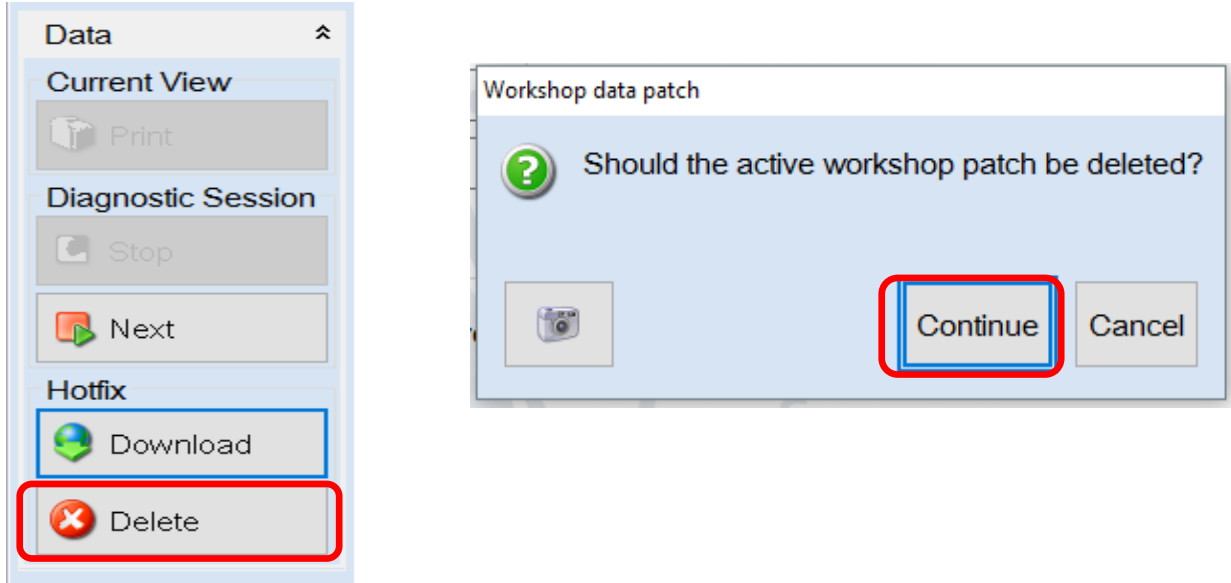 Data
Current View
Print
Diagnostic Session
Stop
Next
Hotfix
Download
Delete
Workshop data patch
Should the active workshop patch be deleted?
Continue
Cancel